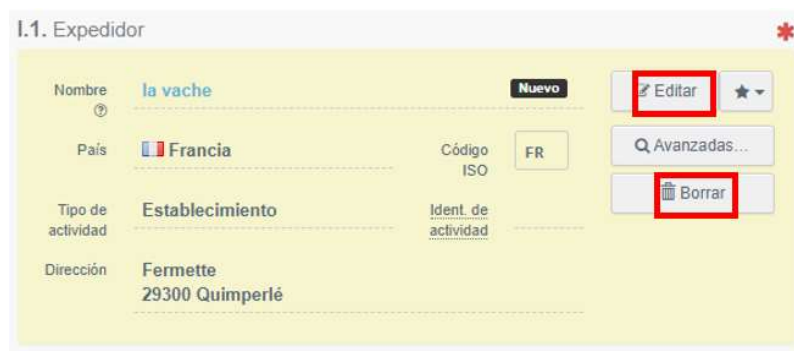 I.1. Expedidor
Nombre la vache Nuevo Editar
País Francia Código ISO FR Avanzadas...
Borrar
Tipo de actividad Establecimiento Ident. de actividad
Dirección Fermette
29300 Quimperlé